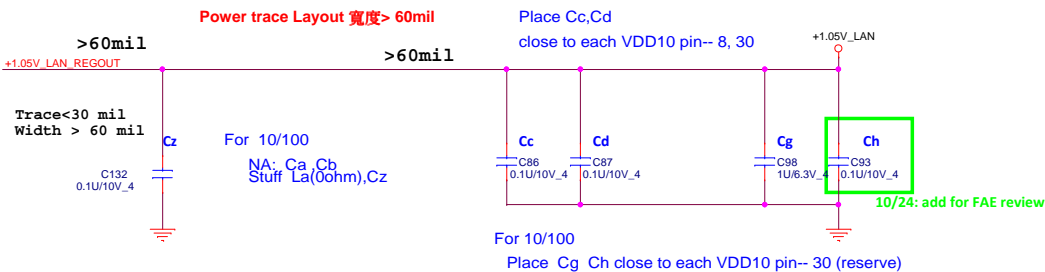 Power trace Layout 寬度> 60mil
Place Cc,Cd
close to each VDD10 pin-- 8, 30
+1.05V_LAN
>60mil
>60mil
+1.05V_LAN_REGOUT
Trace<30 mil
Width > 60 mil
Cz
For 10/100
NA: Ca ,Cb
Stuff La(0ohm),Cz
C132
0.1U/10V_4
Cc
C86
0.1U/10V_4
Cd
C87
0.1U/10V_4
Cg
C98
1U/6.3V_4
Ch
C93
0.1U/10V_4
10/24: add for FAE review
For 10/100
Place Cg Ch close to each VDD10 pin-- 30 (reserve)